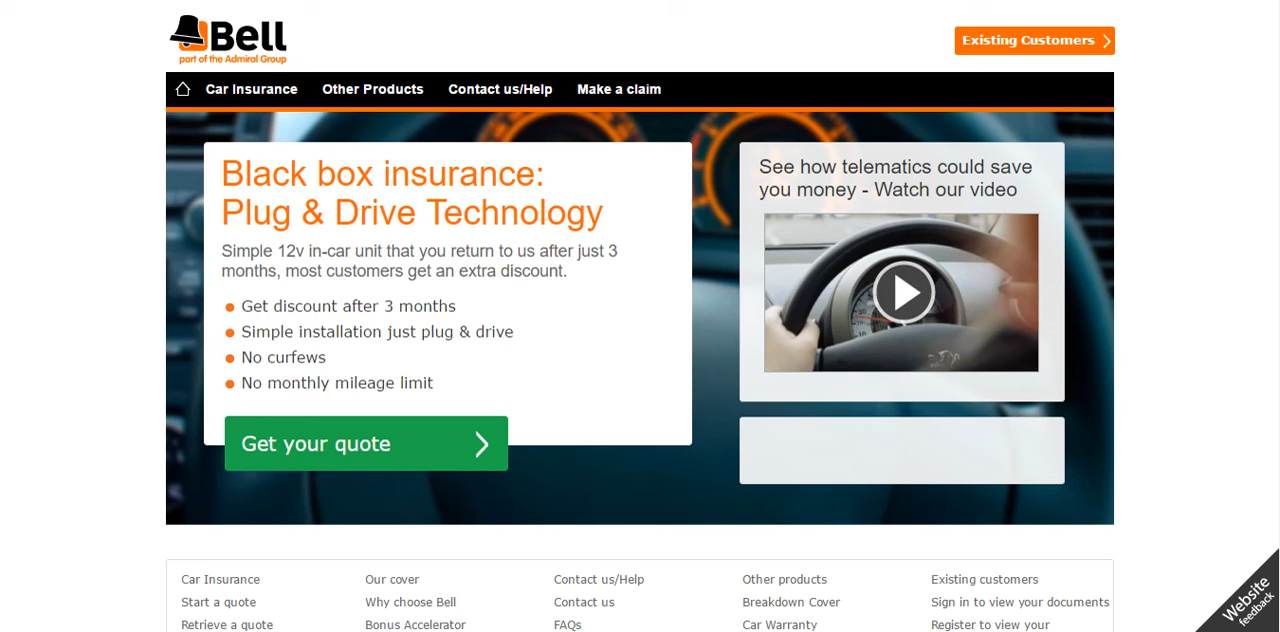 Bell
part of the Admiral Group
Existing Customers
Car Insurance Other Products Contact us/Help Make a claim
Black box insurance:
Plug & Drive Technology
Simple 12v in-car unit that you return to us after just 3
months, most customers get an extra discount.
Get discount after 3 months
Simple installation just plug & drive
No curfews
No monthly mileage limit
Get your quote
See how telematics could save
you money - Watch our video
Car Insurance Our cover Contact us/Help Other products Existing customers
Start a quote Why choose Bell Contact us Breakdown Cover Sign in to view your documents
Retrieve a quote Bonus Accelerator FAQs Car Warranty Register to view your
Website
feedback